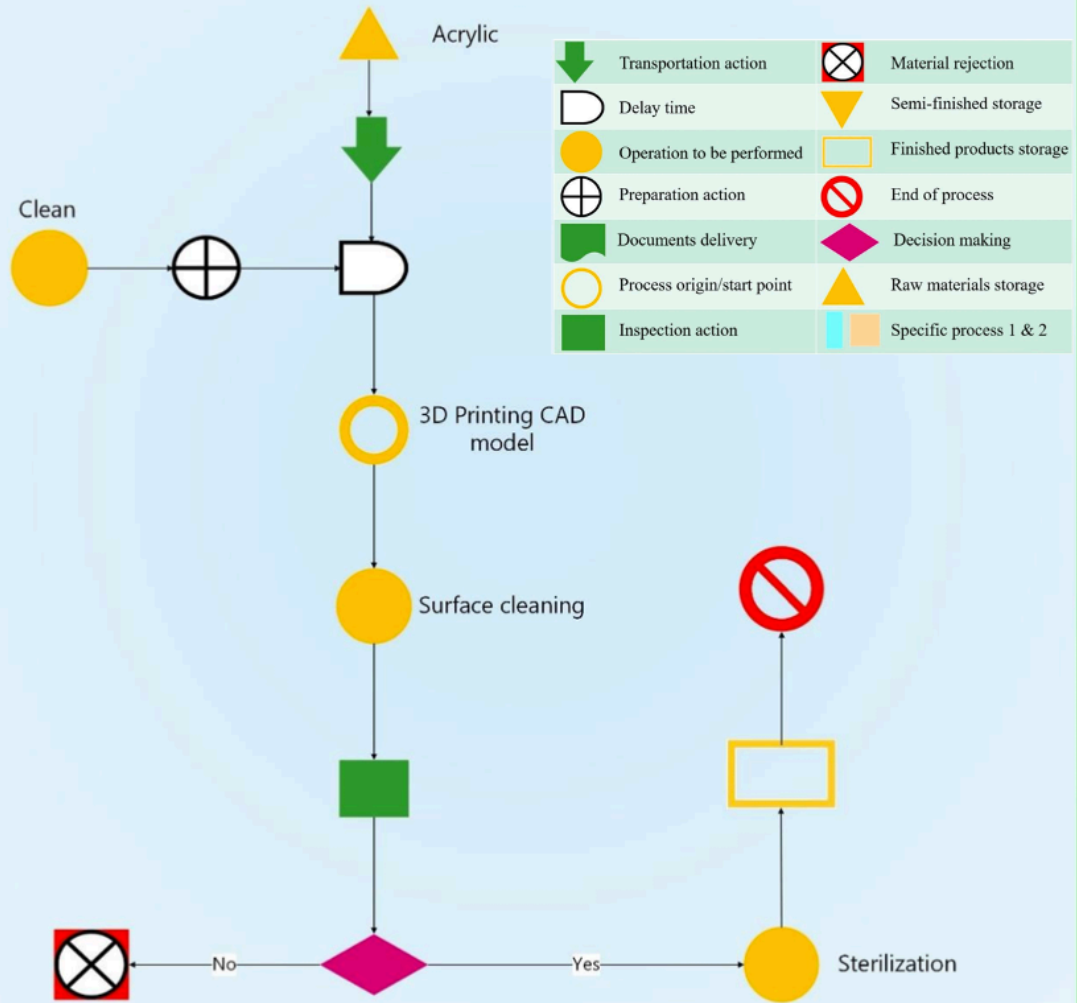 Acrylic
Transportation action
Material rejection
Delay time
Semi-finished storage
Operation to be performed
Finished products storage
Preparation action
End of process
Documents delivery
Decision making
Process origin/start point
Raw materials storage
Inspection action
Specific process 1 & 2
Clean
3D Printing CAD
model
Surface cleaning
No
Yes
Sterilization